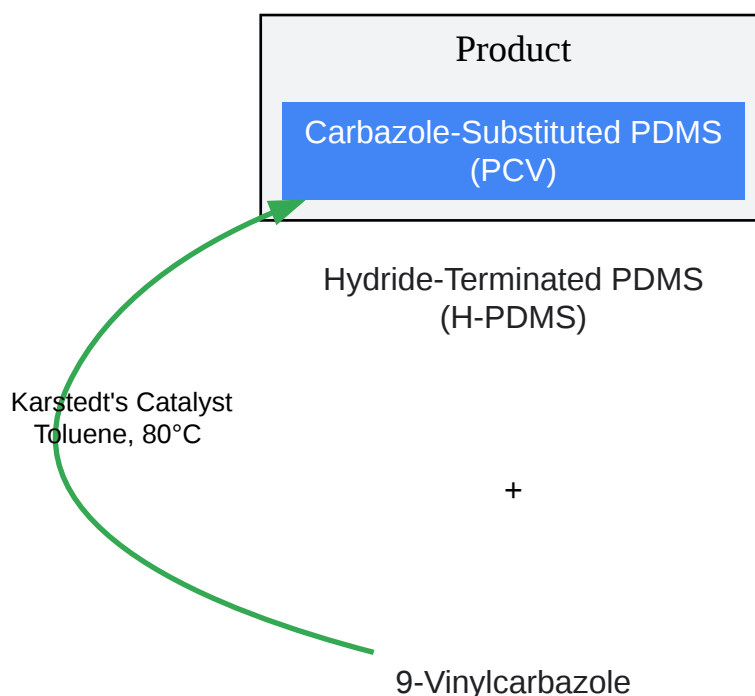 Product
Carbazole-Substituted PDMS
(PCV)
Hydride-Terminated PDMS
(H-PDMS)
Karstedt's Catalyst
Toluene, 80°C
+
9-Vinylcarbazole